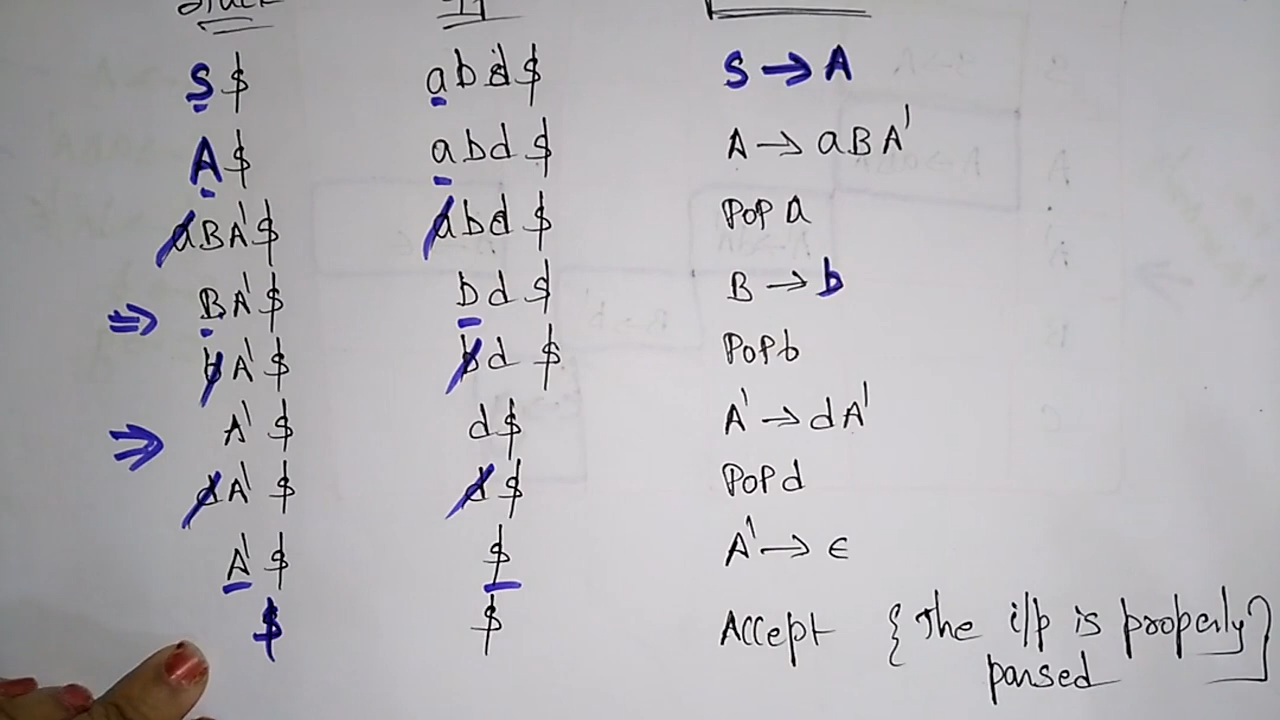 S $ abd $ S → A
A $ abd $ A → aBA'
aBA' $ abd $ Pop a
⇒ BA' $ bd $ B → b
bA' $ bd $ Pop b
⇒ A' $ d $ A' → dA'
dA' $ d $ Pop d
A' $ $ A' → ϵ
$ $ Accept { The i/p is properly
parsed }